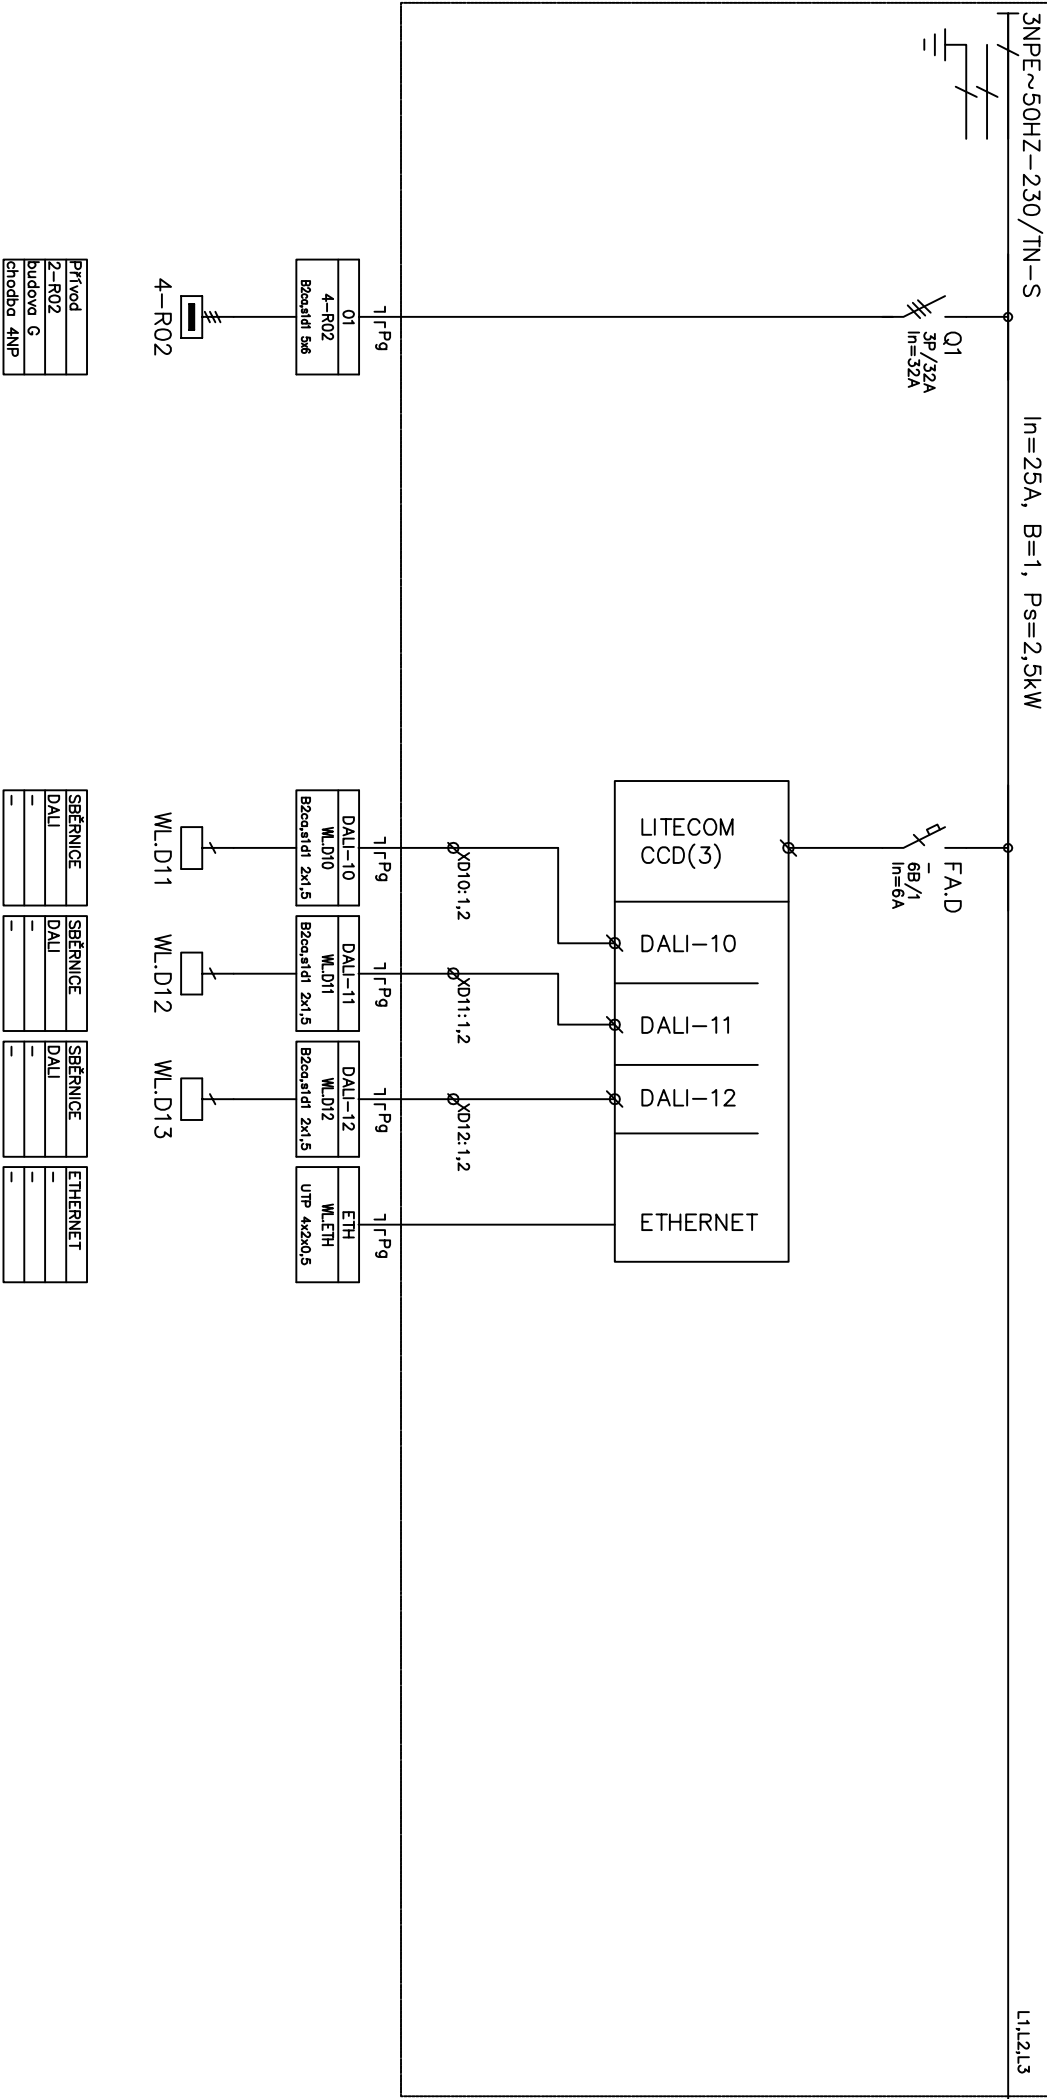 3NPE~50HZ-230/TN-S
In=25A, B=1, Ps=2,5kW
L1,L2,L3
Q1
3P/32A
In=32A
FA.D
-
6B/1
In=6A
LITECOM
CCD(3)
DALI-10
DALI-11
DALI-12
ETHERNET
XD10:1,2
XD11:1,2
XD12:1,2
Pg
Pg
Pg
Pg
Pg
01
4-R02
B2ca,s1d1 5x6
DALI-10
WL.D10
B2ca,s1d1 2x1,5
DALI-11
WL.D11
B2ca,s1d1 2x1,5
DALI-12
WL.D12
B2ca,s1d1 2x1,5
ETH
WL.ETH
UTP 4x2x0,5
4-R02
WL.D11
WL.D12
WL.D13
Přívod
2-R02
budova G
chodba 4NP
SBĚRNICE
DALI
-
-
SBĚRNICE
DALI
-
-
SBĚRNICE
DALI
-
-
ETHERNET
-
-
-